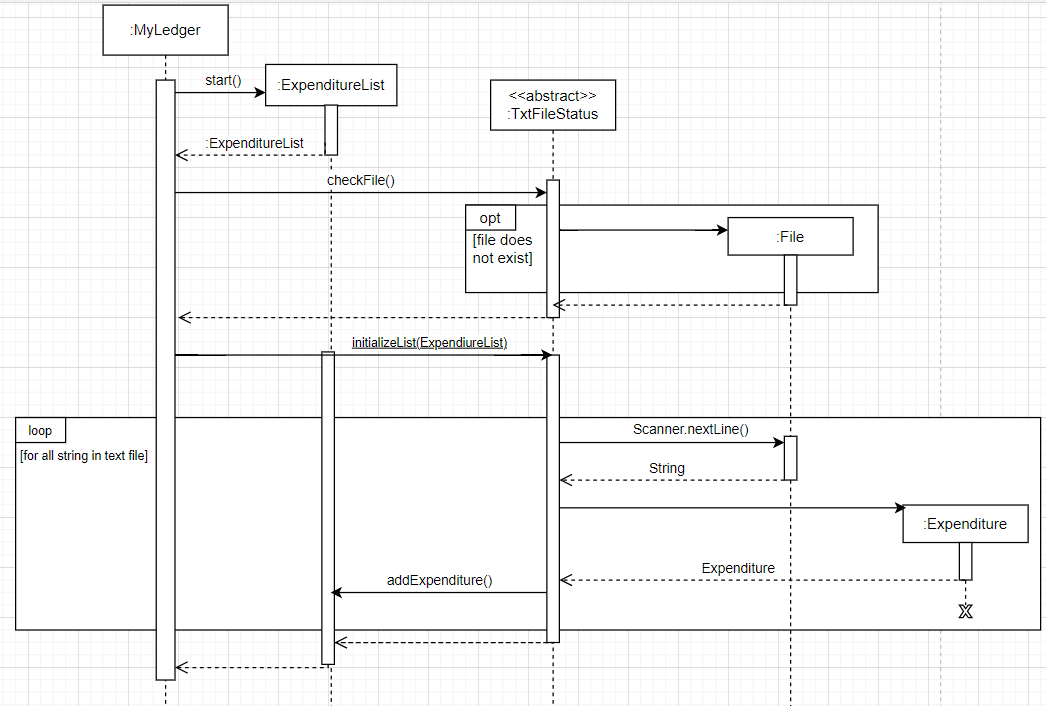 :MyLedger
start()
:ExpenditureList
<<abstract>>
:TxtFileStatus
:ExpenditureList
checkFile()
opt
[file does
not exist]
:File
initializeList(ExpendiureList)
loop
[for all string in text file]
Scanner.nextLine()
String
:Expenditure
Expenditure
addExpenditure()